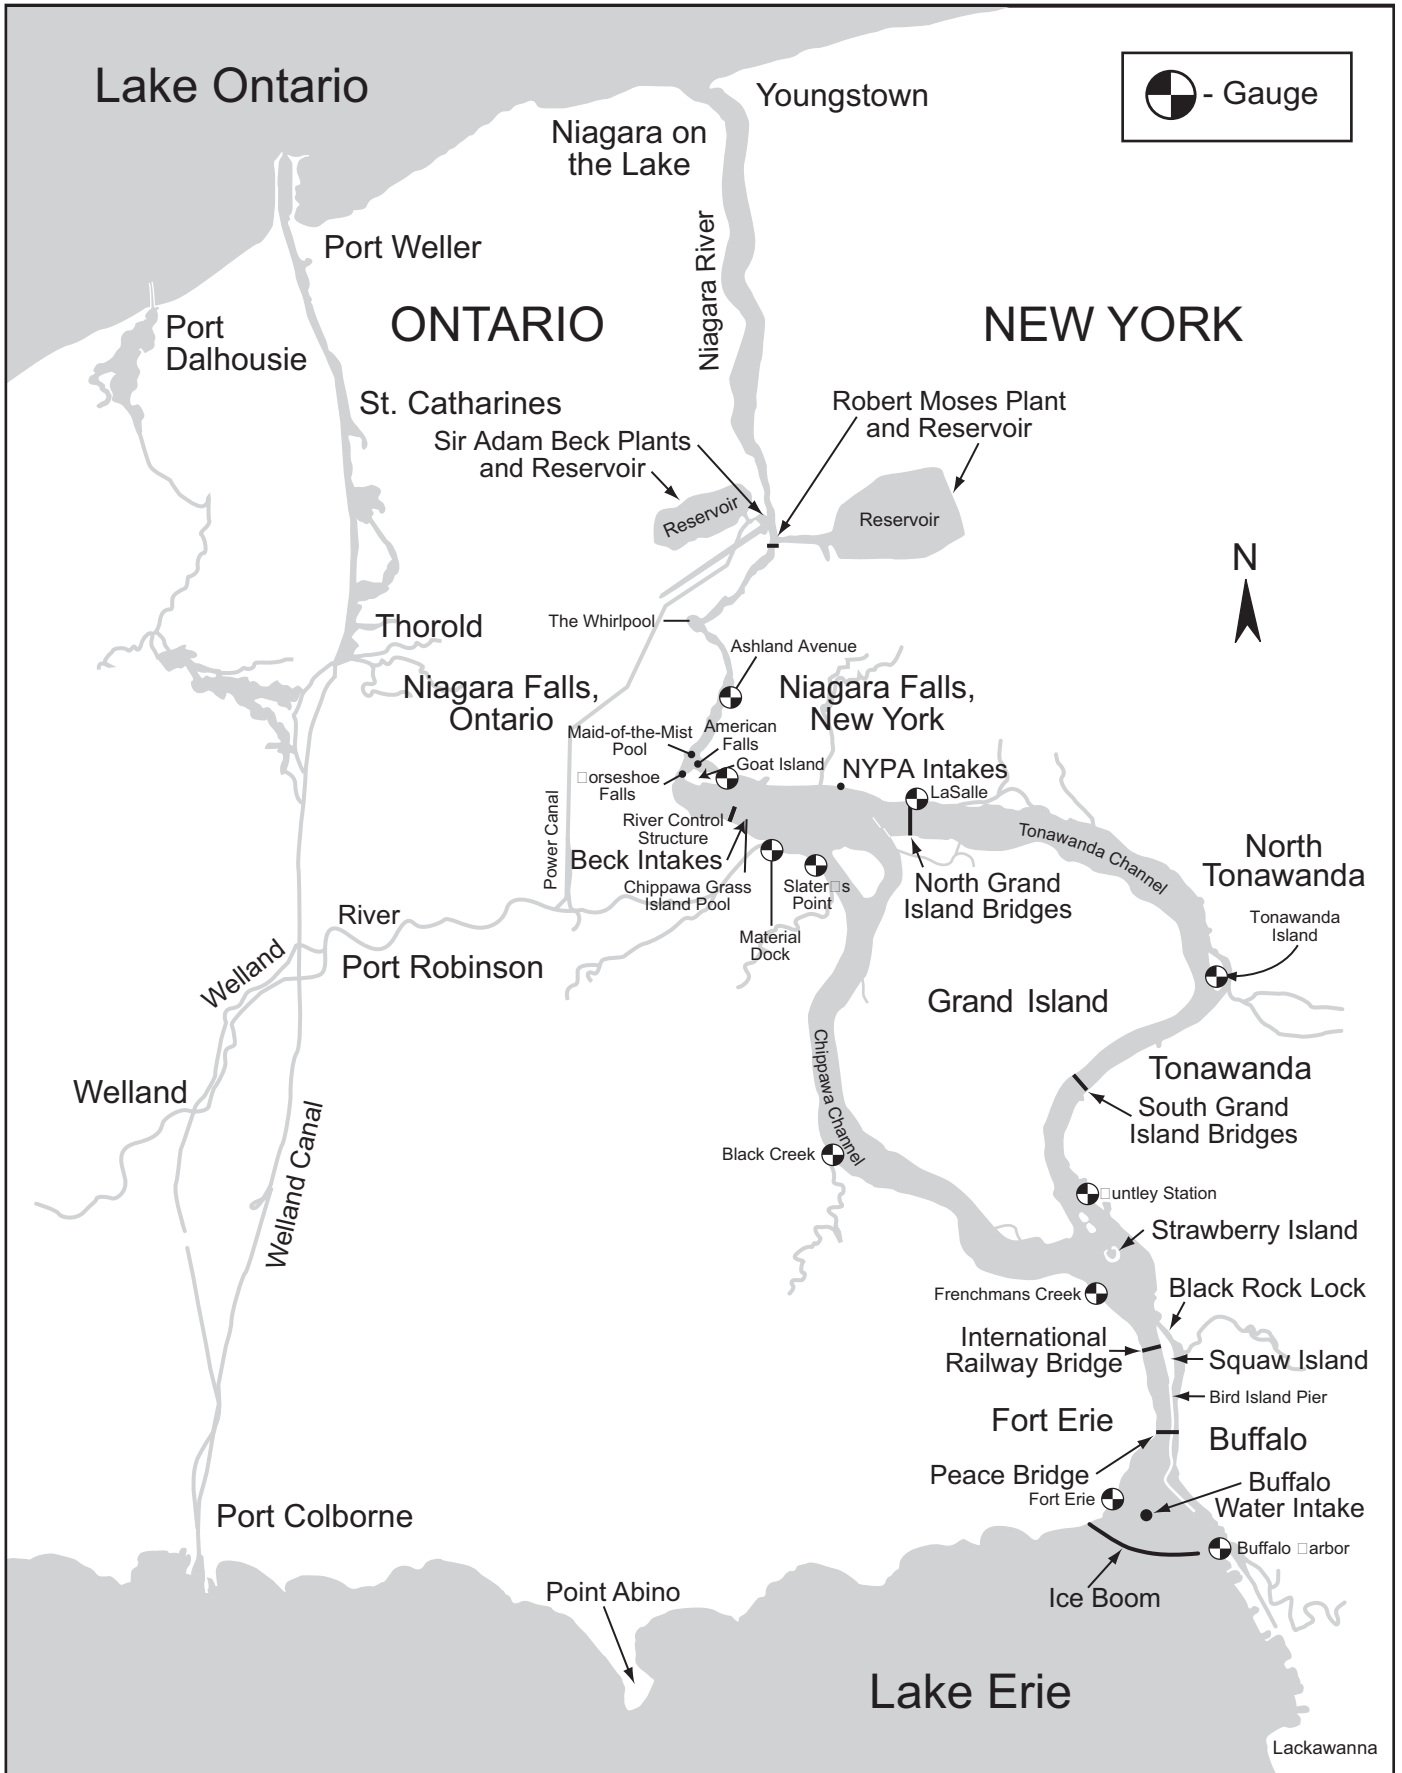 Lake Ontario
Youngstown
- Gauge
Niagara on
the Lake
Niagara River
Port Weller
ONTARIO
NEW YORK
Port
Dalhousie
St. Catharines
Robert Moses Plant
and Reservoir
Sir Adam Beck Plants
and Reservoir
Reservoir
Reservoir
N
The Whirlpool
Thorold
Ashland Avenue
Niagara Falls,
Ontario
Niagara Falls,
New York
Maid-of-the-Mist
Pool
American
Falls
Goat Island
□orseshoe
Falls
NYPA Intakes
LaSalle
River Control
Structure
Power Canal
Beck Intakes
Chippawa Grass
Island Pool
Slater□s
Point
Material
Dock
North Grand
Island Bridges
Tonawanda Channel
North
Tonawanda
Tonawanda
Island
River
Welland
Port Robinson
Grand Island
Chippawa Channel
Welland
Tonawanda
South Grand
Island Bridges
Welland Canal
Black Creek
□untley Station
Strawberry Island
Frenchmans Creek
Black Rock Lock
International
Railway Bridge
Squaw Island
Bird Island Pier
Fort Erie
Buffalo
Peace Bridge
Fort Erie
Buffalo
Water Intake
Port Colborne
Buffalo □arbor
Ice Boom
Point Abino
Lake Erie
Lackawanna